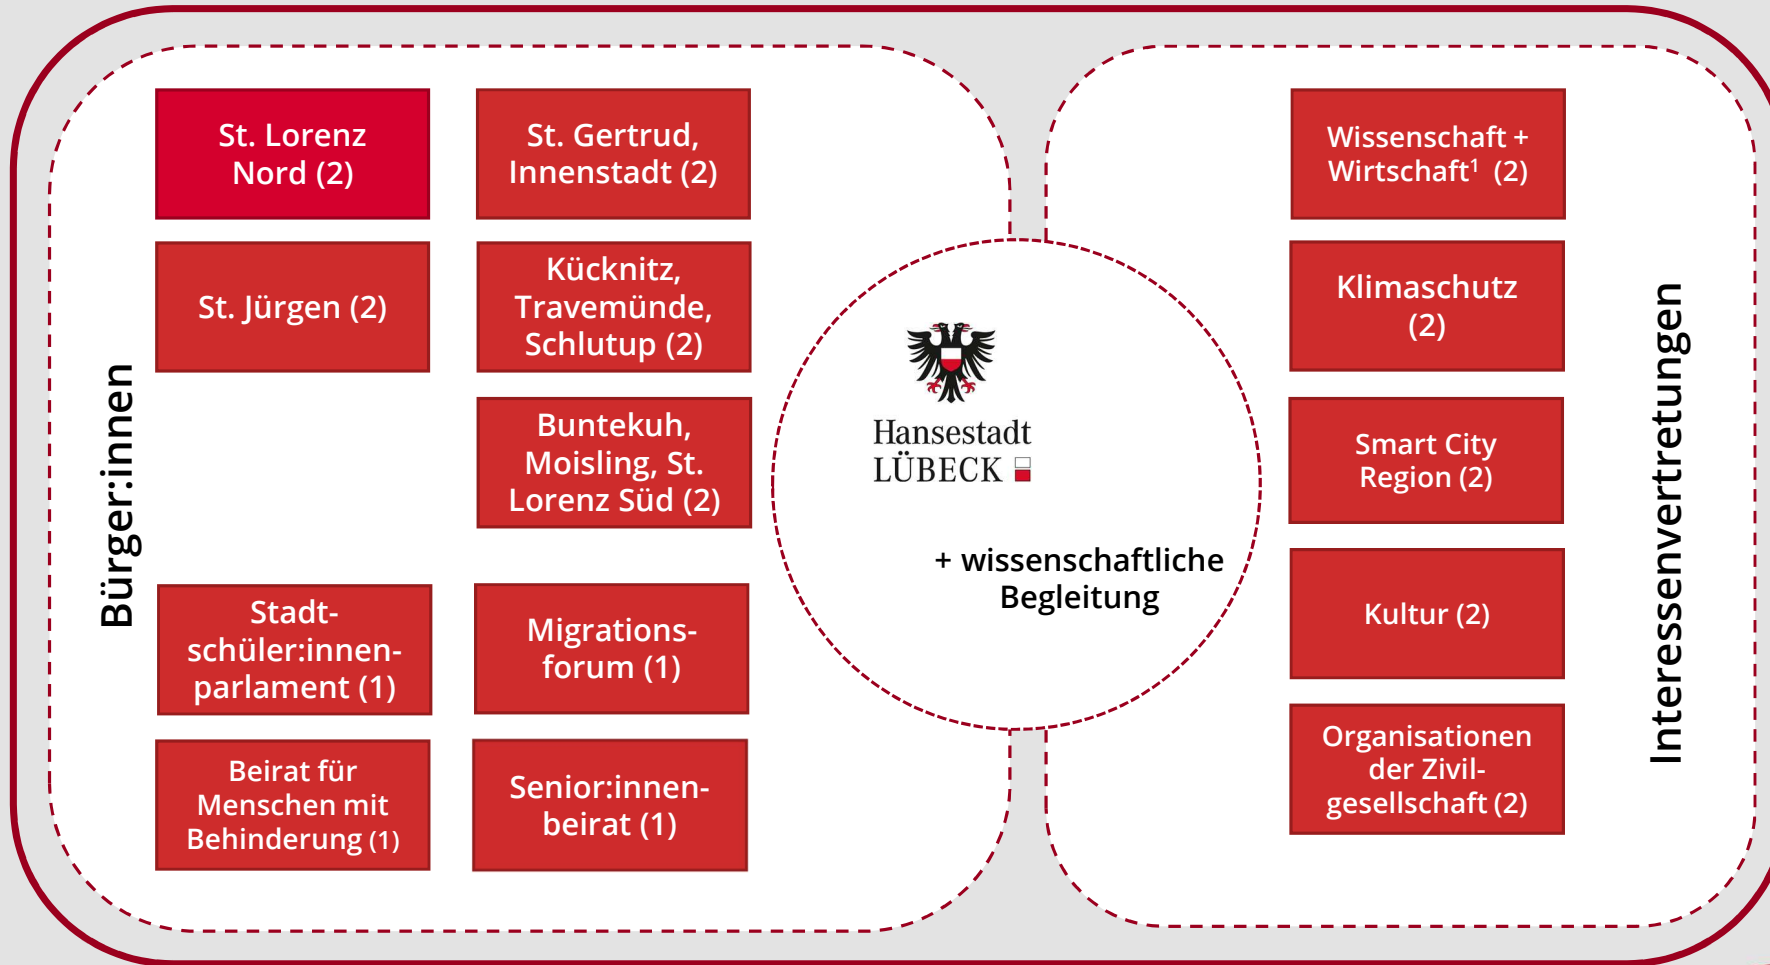 Bürger:innen
St. Lorenz
Nord (2)
St. Gertrud,
Innenstadt (2)
St. Jürgen (2)
Kücknitz,
Travemünde,
Schlutup (2)
Buntekuh,
Moisling, St.
Lorenz Süd (2)
Stadt-
schüler:innen-
parlament (1)
Migrations-
forum (1)
Beirat für
Menschen mit
Behinderung (1)
Senior:innen-
beirat (1)
Hansestadt
LÜBECK
+ wissenschaftliche
Begleitung
Wissenschaft +
Wirtschaft¹ (2)
Klimaschutz
(2)
Smart City
Region (2)
Kultur (2)
Organisationen
der Zivil-
gesellschaft (2)
Interessenvertretungen